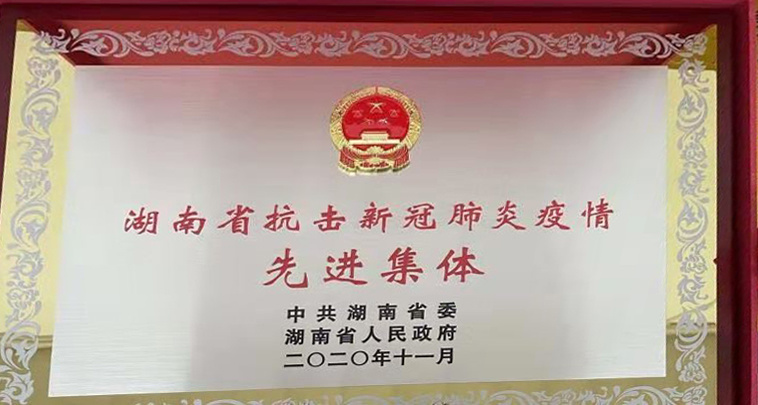 湖南省抗击新冠肺炎疫情
先进集体
中共湖南省委
湖南省人民政府
二〇二〇年十一月